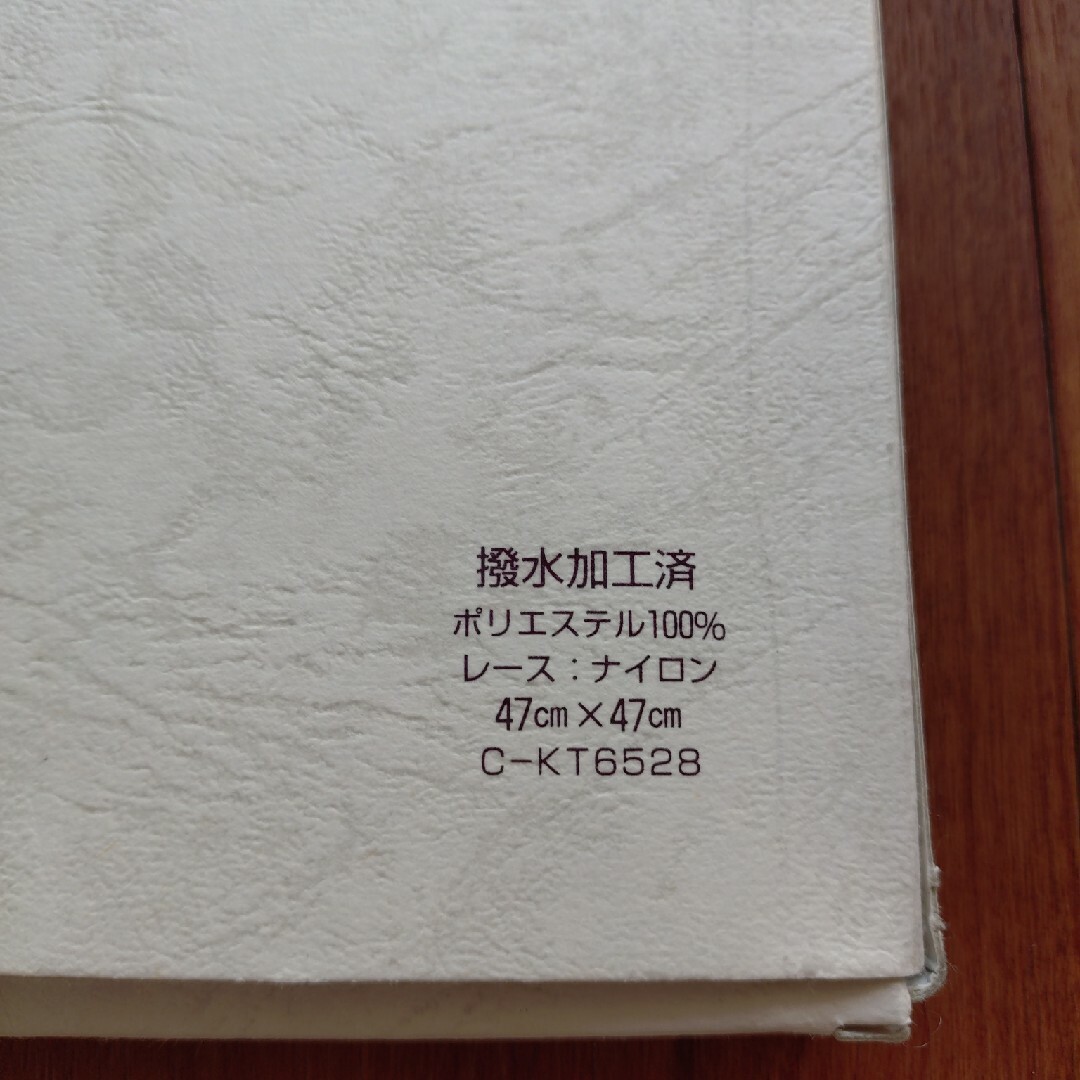 撥水加工済
ポリエステル100%
レース：ナイロン
47㎝×47㎝
C-KT6528